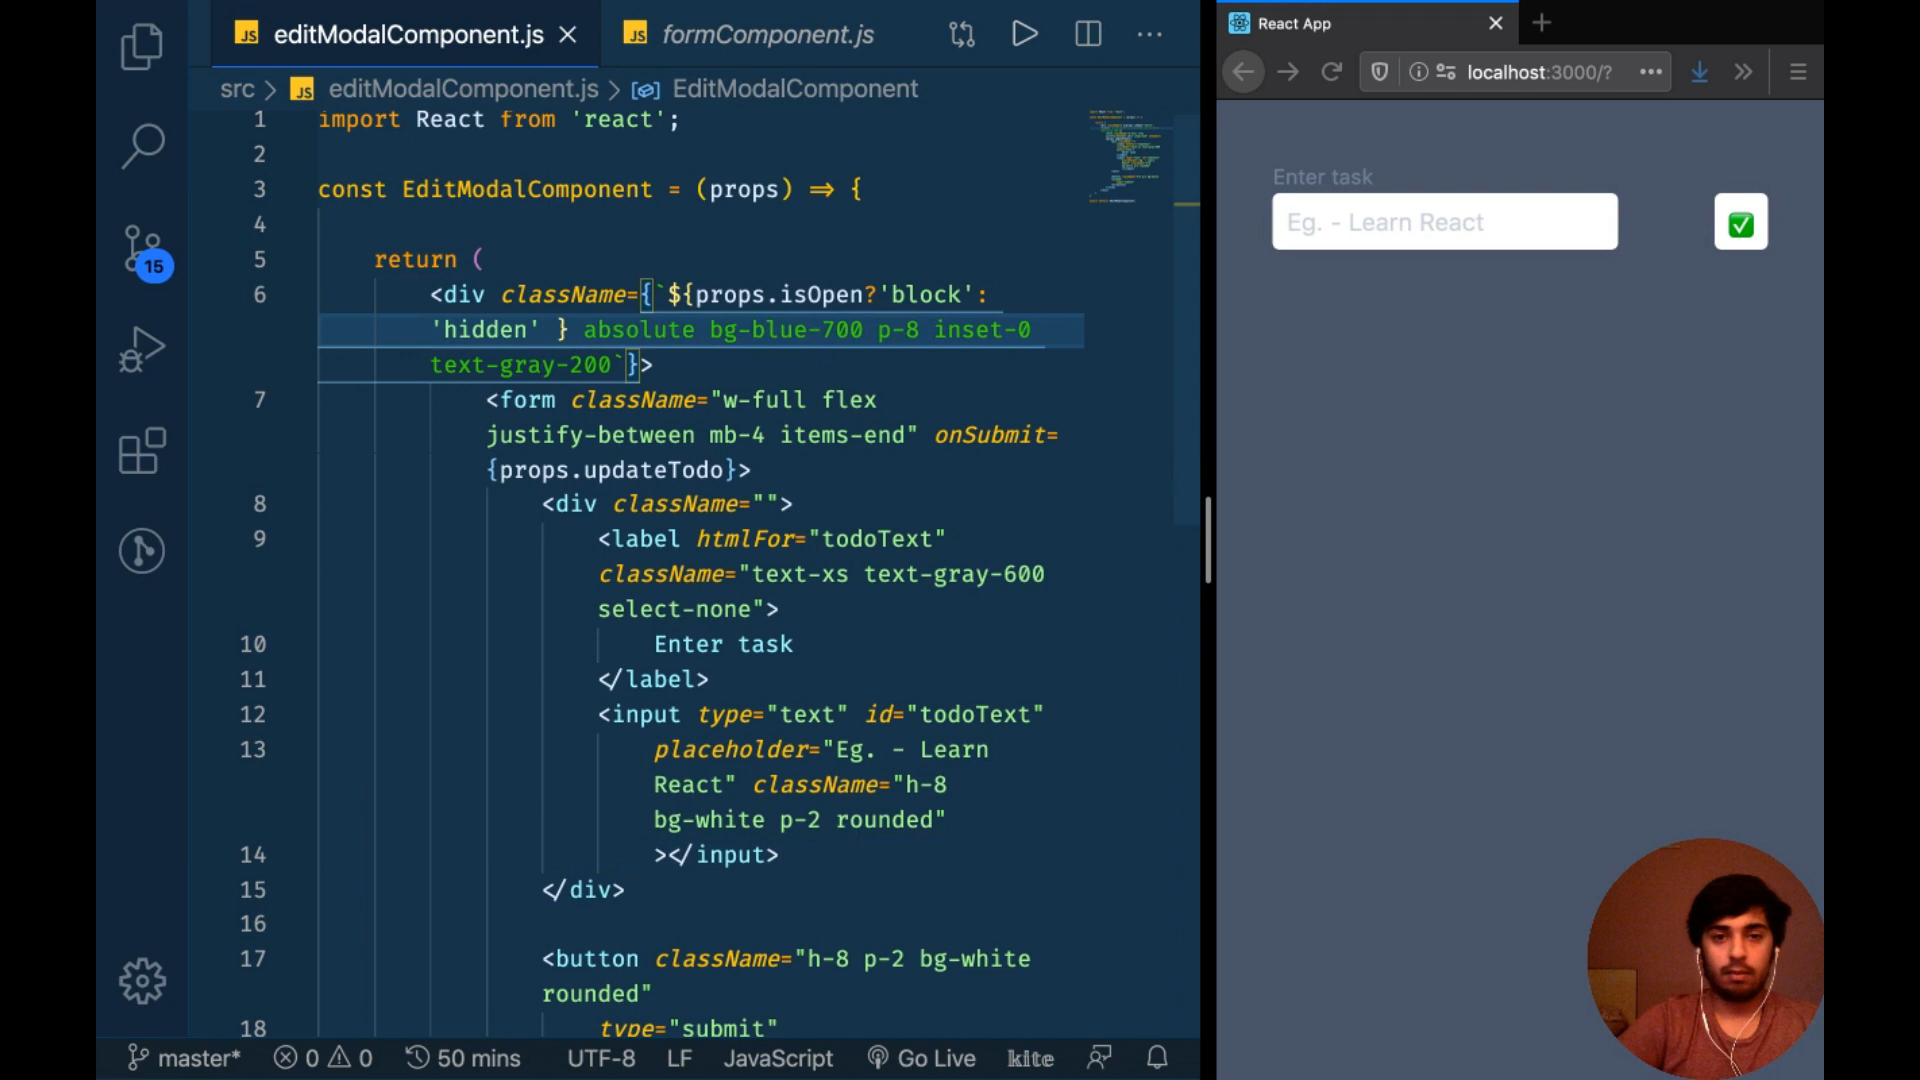 JS editModalComponent.js
JS formComponent.js
React App
src > JS editModalComponent.js > EditModalComponent
localhost:3000/?
1 import React from 'react';
2
3 const EditModalComponent = (props) => {
4
5 return (
6 <div className={`${props.isOpen?'block':
'hidden' } absolute bg-blue-700 p-8 inset-0
text-gray-200`}>
7 <form className="w-full flex
justify-between mb-4 items-end" onSubmit=
{props.updateTodo}>
8 <div className="">
9 <label htmlFor="todoText"
className="text-xs text-gray-600
select-none">
10 Enter task
11 </label>
12 <input type="text" id="todoText"
13 placeholder="Eg. - Learn
React" className="h-8
bg-white p-2 rounded"
14 ></input>
15 </div>
16
17 <button className="h-8 p-2 bg-white
rounded"
18 type="submit"
15
Enter task
Eg. - Learn React
master* 0 0 50 mins UTF-8 LF JavaScript Go Live kite